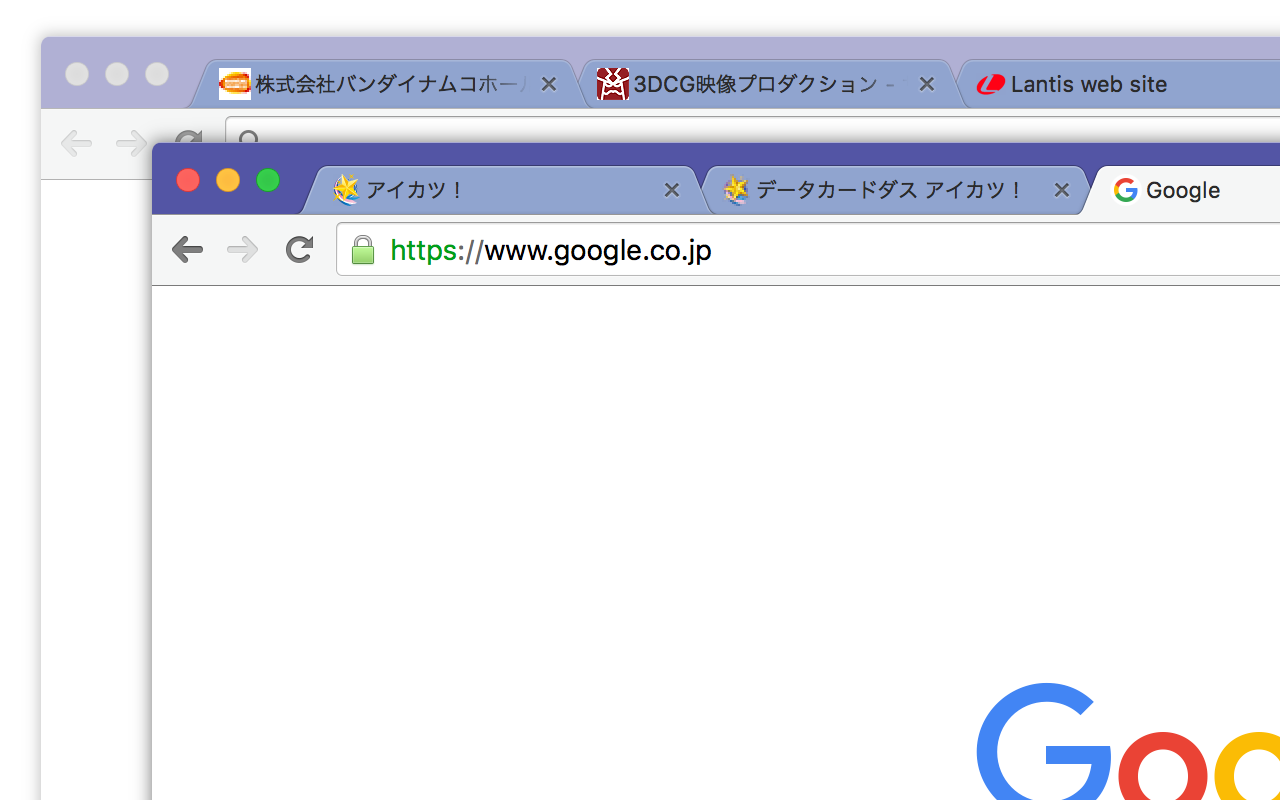 株式会社バンダイナムコホー
3DCG映像プロダクション -
Lantis web site
アイカツ！
データカードダス アイカツ！
Google
https://www.google.co.jp
Goo